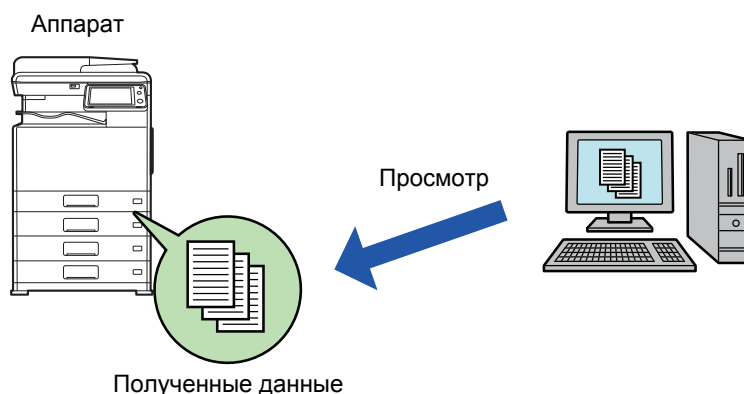 Аппарат
Просмотр
Полученные данные